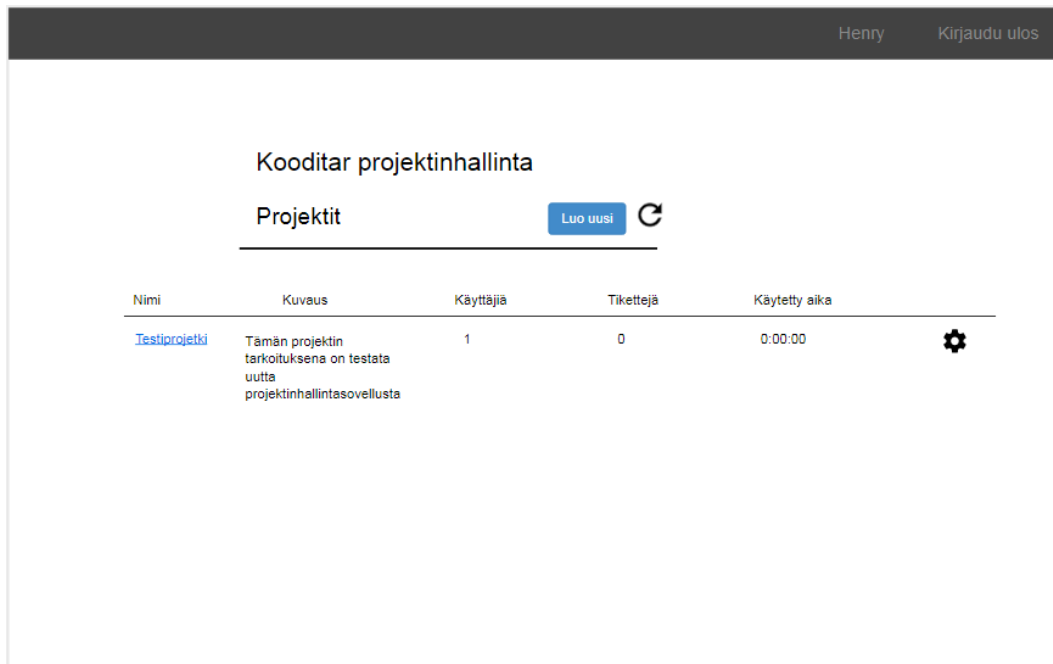 Henry Kirjaudu ulos
Kooditar projektinhallinta
Projektit Luo uusi
Nimi Kuvaus Käyttäjiä Tikettejä Käytetty aika
Testiprojetki Tämän projektin 1 0 0:00:00
tarkoituksena on testata
uutta
projektinhallintasovellusta